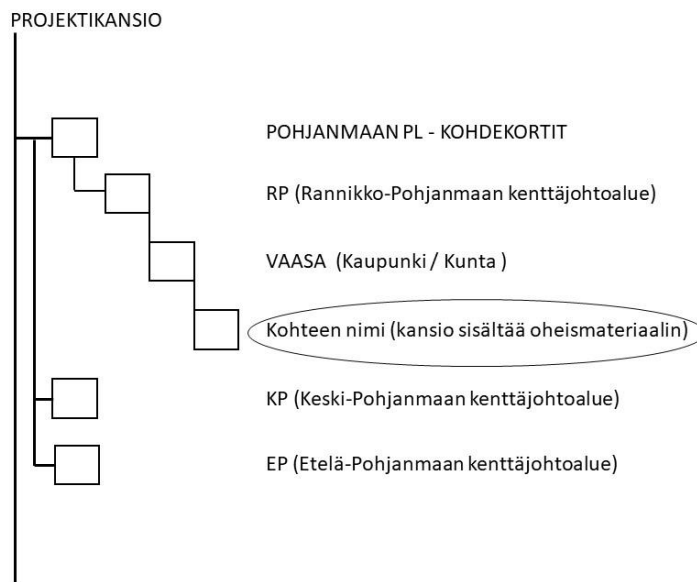 PROJEKTIKANSIO
POHJANMAAN PL - KOHDEKORTIT
RP (Rannikko-Pohjanmaan kenttäjohtoalue)
VAASA (Kaupunki / Kunta )
Kohteen nimi (kansio sisältää oheismateriaalin)
KP (Keski-Pohjanmaan kenttäjohtoalue)
EP (Etelä-Pohjanmaan kenttäjohtoalue)